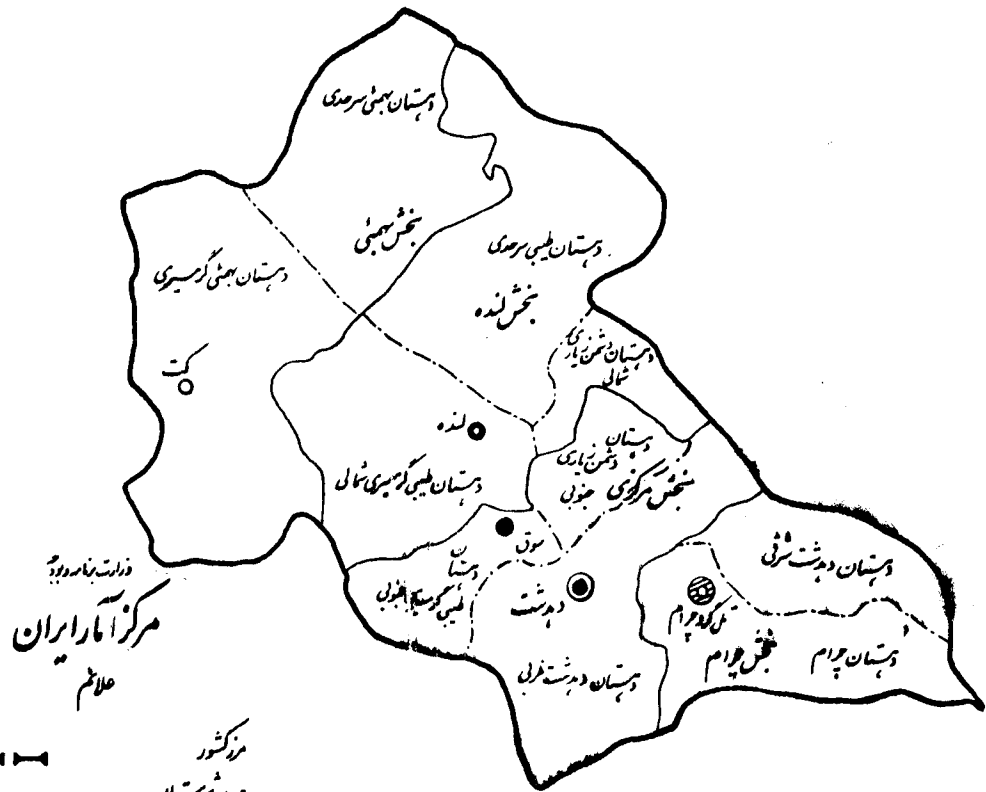 دهستان بهمئی سرحدی
بخش بهمئی
دهستان طیبی سرحدی
دهستان بهمئی گرمسیری
بخش لنده
دهستان دشمن زیاری
شمالی
کت
لنده
دهستان
دشمن زیاری
جنوبی
بخش مرکزی
دهستان طیبی گرمسیری شمالی
سوق
دهستان
طیبی گرمسیری جنوبی
دهدشت
دهستان دهدشت شرقی
چرام
بخش چرام
دهستان چرام
دهستان دهدشت غربی
وزارت برنامه و بودجه
مرکز آمار ایران
علائم
مرز کشور